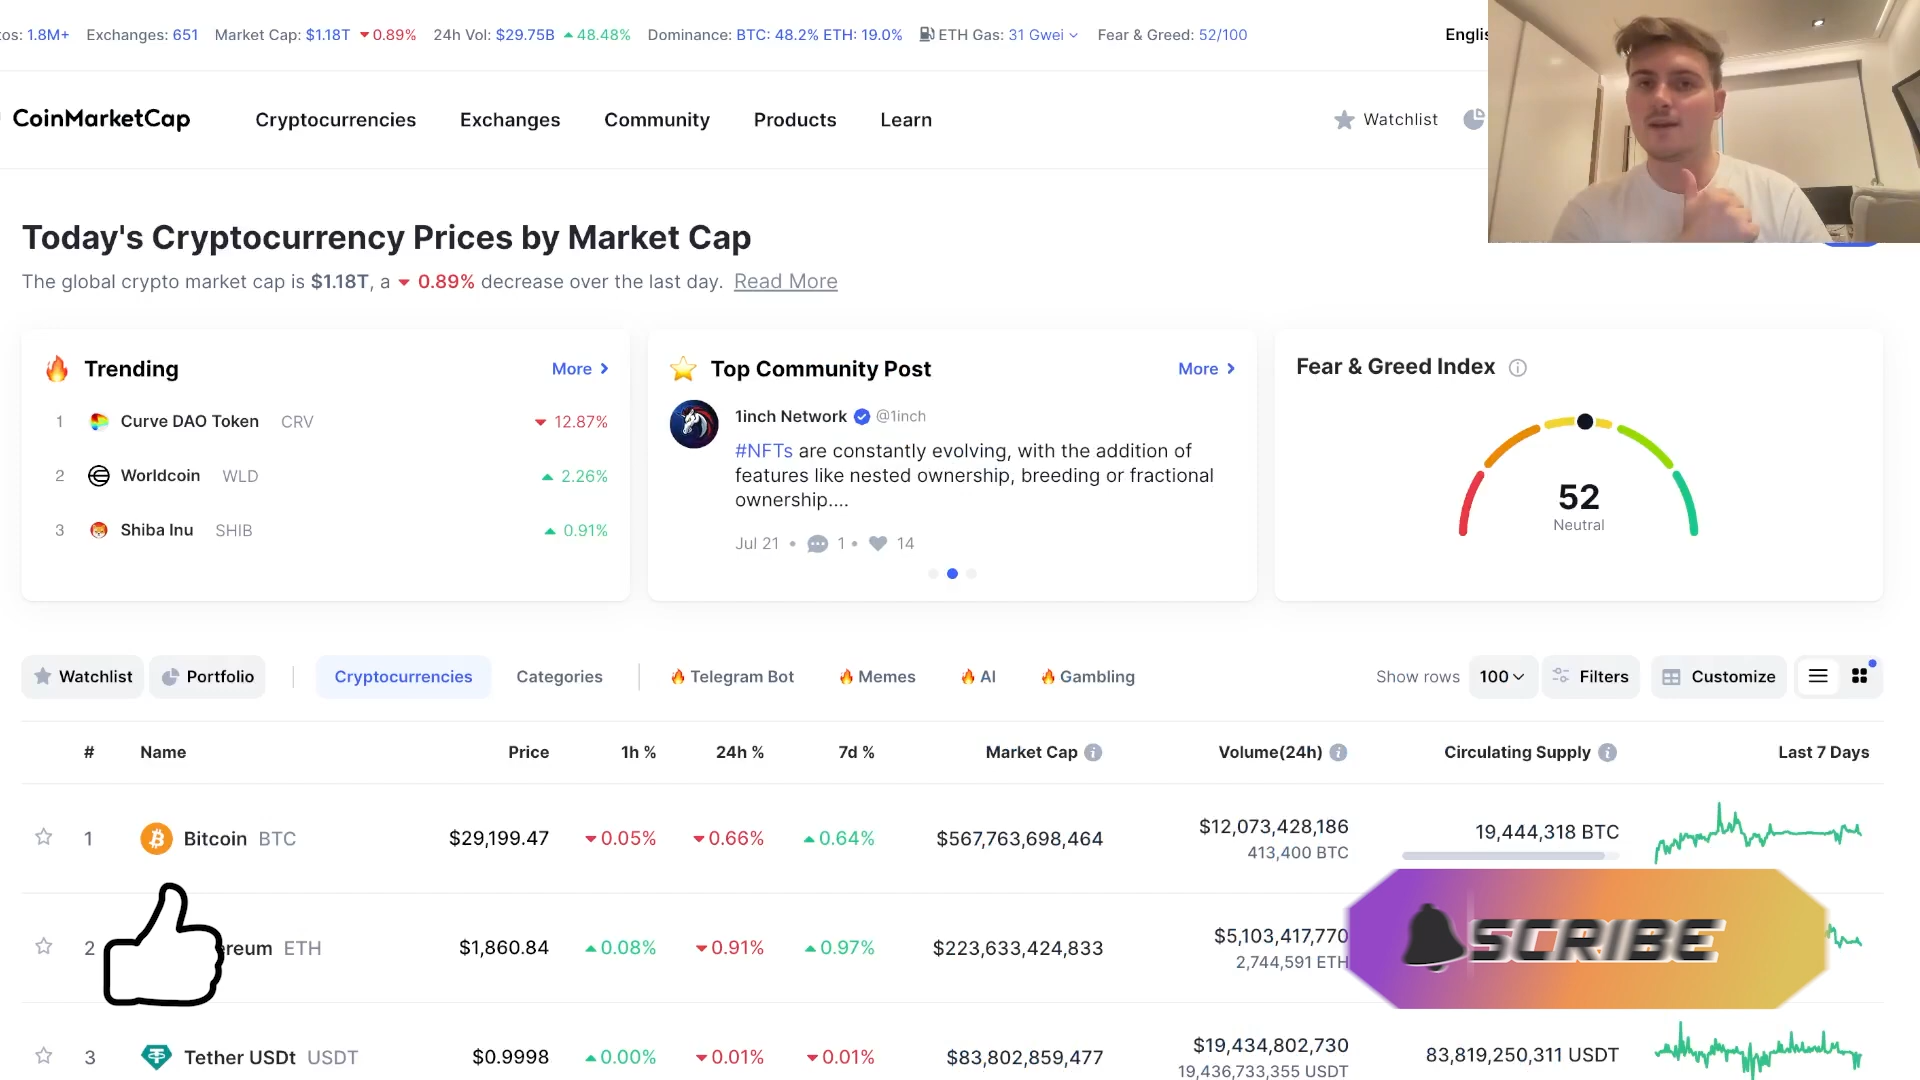 os: 1.8M+ Exchanges: 651 Market Cap: $1.18T 0.89% 24h Vol: $29.75B 48.48% Dominance: BTC: 48.2% ETH: 19.0% ETH Gas: 31 Gwei Fear & Greed: 52/100 Englis
CoinMarketCap Cryptocurrencies Exchanges Community Products Learn Watchlist
Today's Cryptocurrency Prices by Market Cap
The global crypto market cap is $1.18T, a 0.89% decrease over the last day. Read More
Trending More
1 Curve DAO Token CRV 12.87%
2 Worldcoin WLD 2.26%
3 Shiba Inu SHIB 0.91%
Top Community Post More
1inch Network @1inch
#NFTs are constantly evolving, with the addition of
features like nested ownership, breeding or fractional
ownership....
Jul 21 • 1 • 14
Fear & Greed Index
52
Neutral
Watchlist Portfolio Cryptocurrencies Categories Telegram Bot Memes AI Gambling Show rows 100 Filters Customize
# Name Price 1h % 24h % 7d % Market Cap Volume(24h) Circulating Supply Last 7 Days
1 Bitcoin BTC $29,199.47 0.05% 0.66% 0.64% $567,763,698,464 $12,073,428,186 19,444,318 BTC
413,400 BTC
2 ereum ETH $1,860.84 0.08% 0.91% 0.97% $223,633,424,833 $5,103,417,770
2,744,591 ETH
SCRIBE
3 Tether USDt USDT $0.9998 0.00% 0.01% 0.01% $83,802,859,477 $19,434,802,730 83,819,250,311 USDT
19,436,733,355 USDT